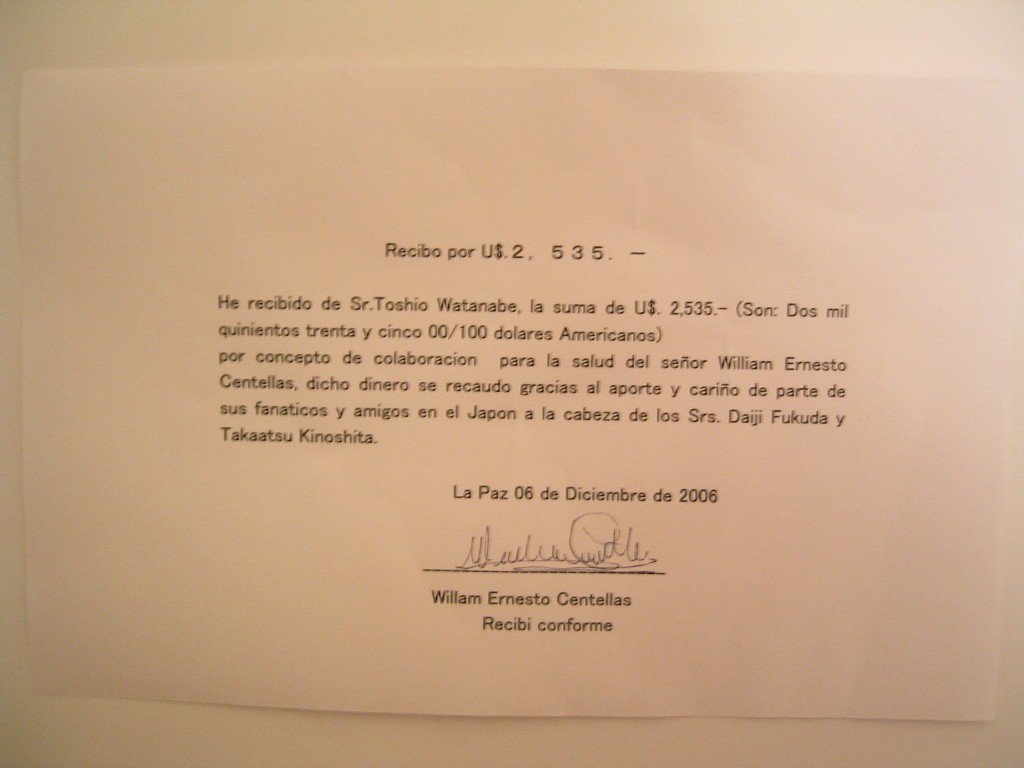 Recibo por U$.２, ５３５. －
He recibido de Sr.Toshio Watanabe, la suma de U$. 2,535.- (Son: Dos mil
quinientos trenta y cinco 00/100 dolares Americanos)
por concepto de colaboracion para la salud del señor William Ernesto
Centellas, dicho dinero se recaudo gracias al aporte y cariño de parte de
sus fanaticos y amigos en el Japon a la cabeza de los Srs. Daiji Fukuda y
Takaatsu Kinoshita.
La Paz 06 de Diciembre de 2006
Willam Ernesto Centellas
Recibi conforme